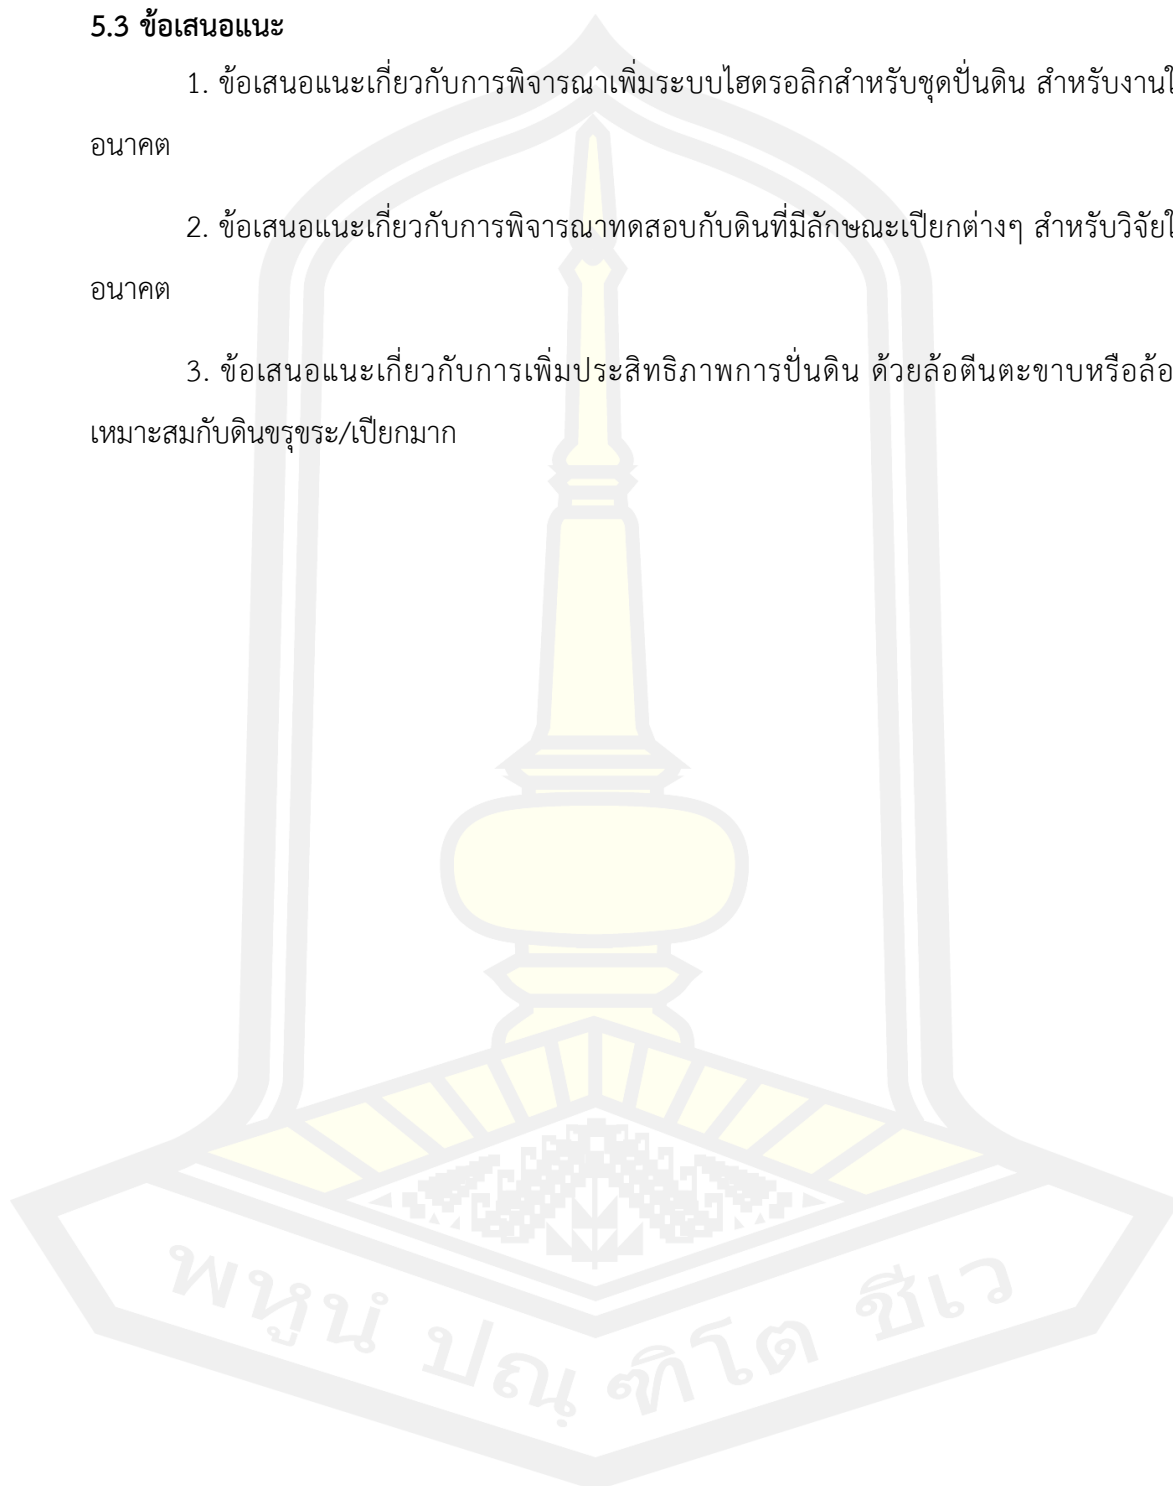 5.3 ข้อเสนอแนะ
1. ข้อเสนอแนะเกี่ยวกับการพิจารณาเพิ่มระบบไฮดรอลิกสำหรับชุดปั่นดิน สำหรับงานใ
อนาคต
2. ข้อเสนอแนะเกี่ยวกับการพิจารณาทดสอบกับดินที่มีลักษณะเปียกต่างๆ สำหรับวิจัยใ
อนาคต
3. ข้อเสนอแนะเกี่ยวกับการเพิ่มประสิทธิภาพการปั่นดิน ด้วยล้อตีนตะขาบหรือล้อ
เหมาะสมกับดินขรุขระ/เปียกมาก
พหูนํ ปณฺ ฑิโต ชีเว